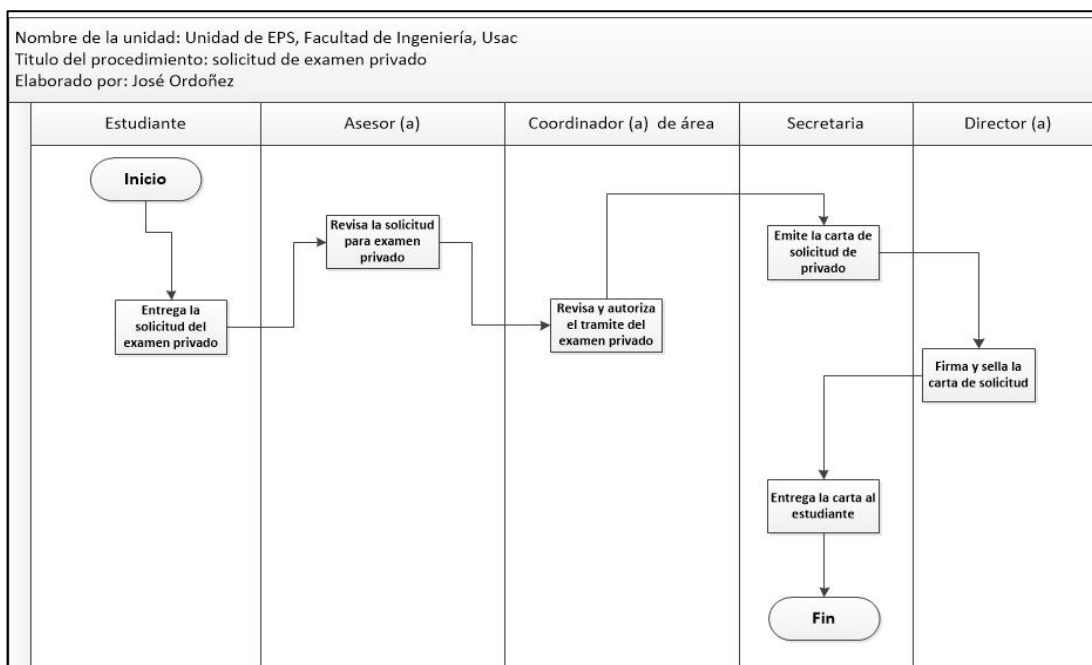 Nombre de la unidad: Unidad de EPS, Facultad de Ingeniería, Usac
Titulo del procedimiento: solicitud de examen privado
Elaborado por: José Ordoñez
Estudiante
Asesor (a)
Coordinador (a) de área
Secretaria
Director (a)
Inicio
Entrega la
solicitud del
examen privado
Revisa la solicitud
para examen
privado
Revisa y autoriza
el tramite del
examen privado
Emite la carta de
solicitud de
privado
Firma y sella la
carta de solicitud
Entrega la carta al
estudiante
Fin